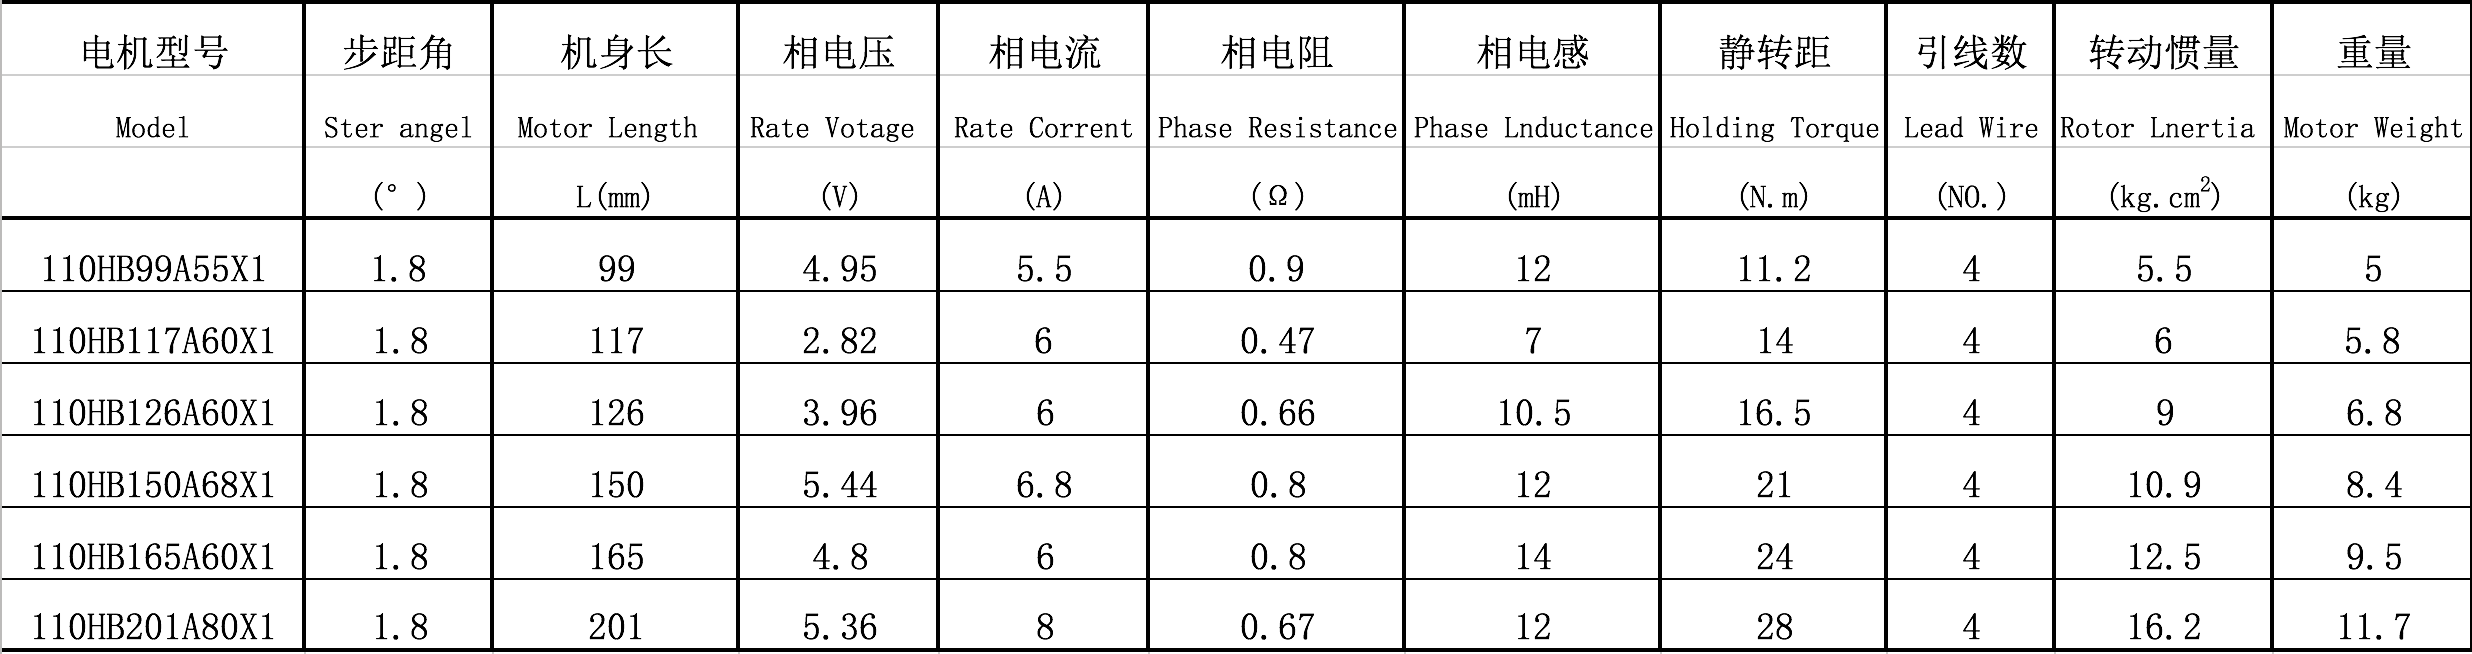 电机型号 步距角 机身长 相电压 相电流 相电阻 相电感 静转距 引线数 转动惯量 重量
Model Ster angel Motor Length Rate Votage Rate Corrent Phase Resistance Phase Lnductance Holding Torque Lead Wire Rotor Lnertia Motor Weight
(°) L(mm) (V) (A) (Ω) (mH) (N.m) (NO.) (kg.cm²) (kg)
110HB99A55X1 1.8 99 4.95 5.5 0.9 12 11.2 4 5.5 5
110HB117A60X1 1.8 117 2.82 6 0.47 7 14 4 6 5.8
110HB126A60X1 1.8 126 3.96 6 0.66 10.5 16.5 4 9 6.8
110HB150A68X1 1.8 150 5.44 6.8 0.8 12 21 4 10.9 8.4
110HB165A60X1 1.8 165 4.8 6 0.8 14 24 4 12.5 9.5
110HB201A80X1 1.8 201 5.36 8 0.67 12 28 4 16.2 11.7